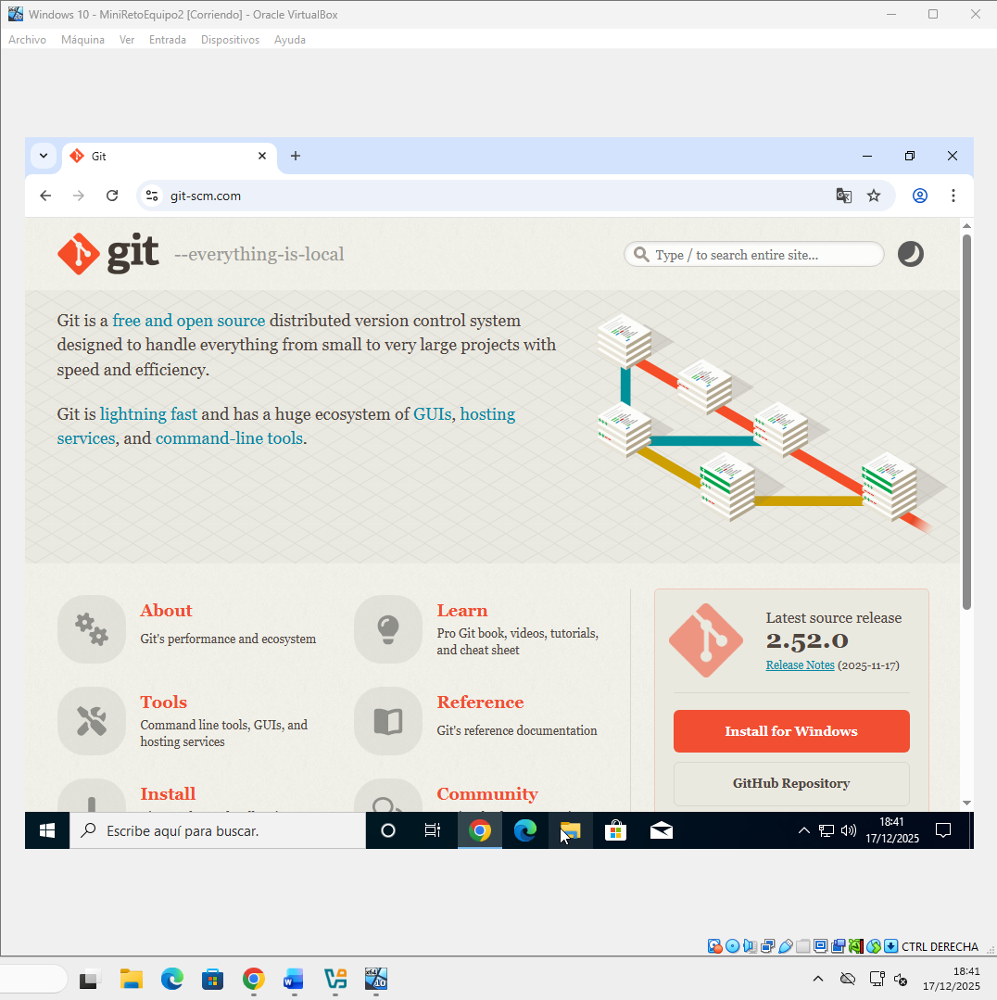 Windows 10 - MiniRetoEquipo2 [Corriendo] - Oracle VirtualBox
Archivo Máquina Ver Entrada Dispositivos Ayuda
Git
git-scm.com
git --everything-is-local
Type / to search entire site...
Git is a free and open source distributed version control system
designed to handle everything from small to very large projects with
speed and efficiency.
Git is lightning fast and has a huge ecosystem of GUIs, hosting
services, and command-line tools.
About
Git's performance and ecosystem
Learn
Pro Git book, videos, tutorials,
and cheat sheet
Tools
Command line tools, GUIs, and
hosting services
Reference
Git's reference documentation
Install
Community
Latest source release
2.52.0
Release Notes (2025-11-17)
Install for Windows
GitHub Repository
Escribe aquí para buscar.
18:41
17/12/2025
CTRL DERECHA
18:41
17/12/2025